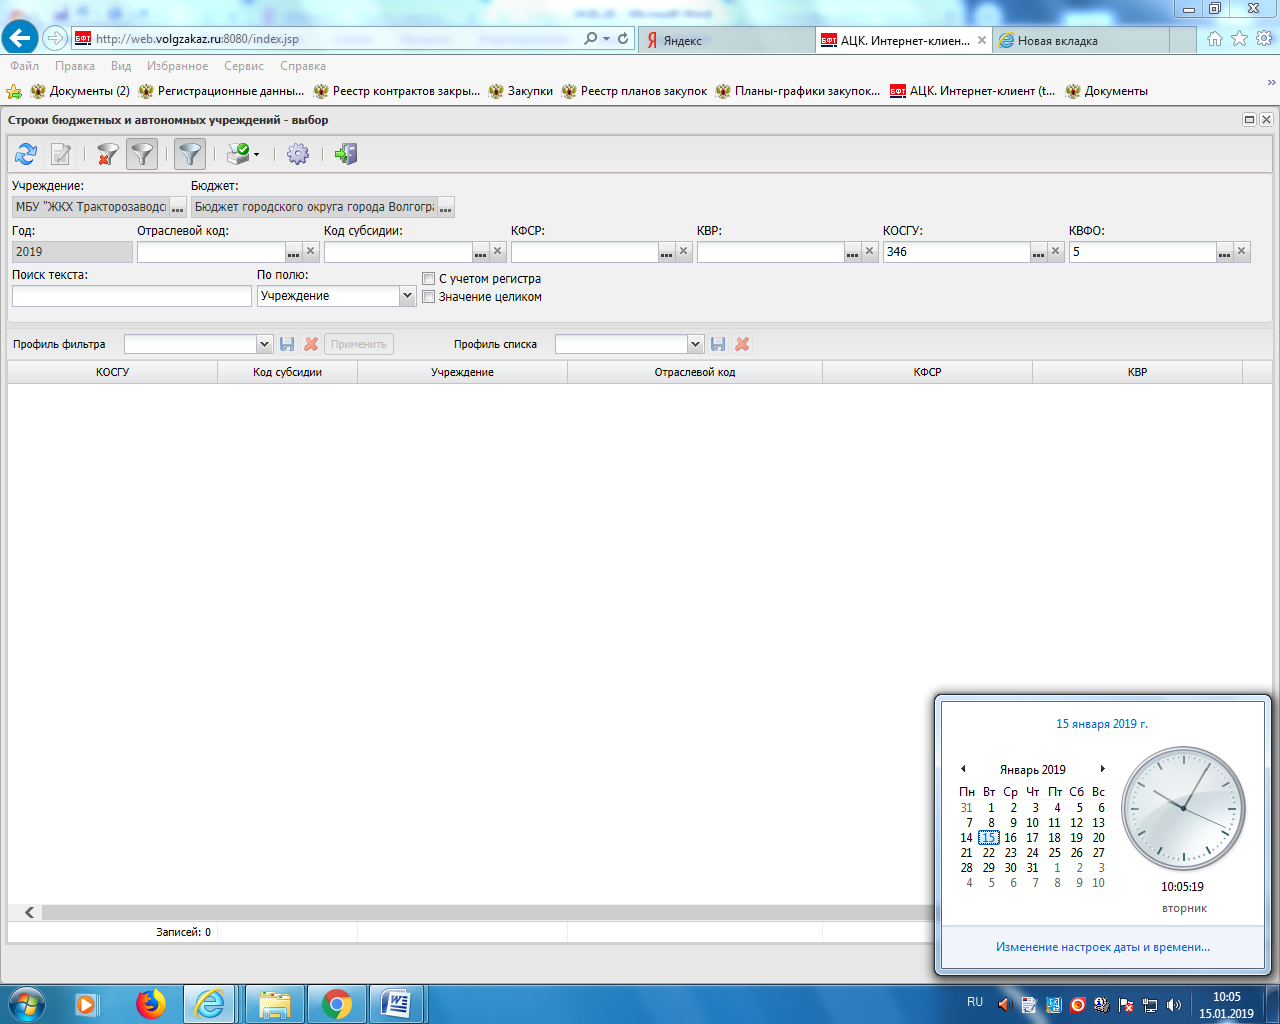 http://web.volgzakaz.ru:8080/index.jsp
Яндекс
БФТ АЦК. Интернет-клиен...
Новая вкладка
Файл Правка Вид Избранное Сервис Справка
Документы (2) Регистрационные данны... Реестр контрактов закры... Закупки Реестр планов закупок Планы-графики закупок... БФТ АЦК. Интернет-клиент (t... Документы
Строки бюджетных и автономных учреждений - выбор
Учреждение: Бюджет:
МБУ "ЖКХ Тракторозаводс Бюджет городского округа города Волгогра
Год: Отраслевой код: Код субсидии: КФСР: КВР: КОСГУ: КВФО:
2019 346 5
Поиск текста: По полю: С учетом регистра
Учреждение Значение целиком
Профиль фильтра Применить Профиль списка
КОСГУ Код субсидии Учреждение Отраслевой код КФСР КВР
15 января 2019 г.
Январь 2019
Пн Вт Ср Чт Пт Сб Вс
31 1 2 3 4 5 6
7 8 9 10 11 12 13
14 15 16 17 18 19 20
21 22 23 24 25 26 27
28 29 30 31 1 2 3
4 5 6 7 8 9 10
10:05:19
вторник
Записей: 0
Изменение настроек даты и времени...
RU
10:05
15.01.2019